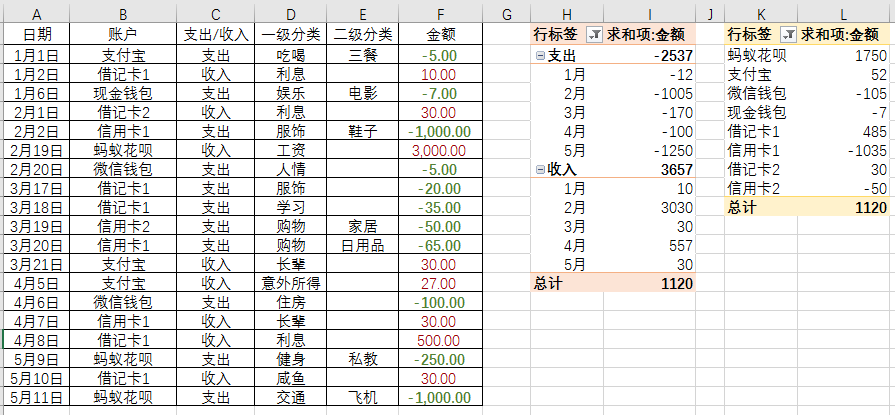 A B C D E F G H I J K L
日期 账户 支出/收入 一级分类 二级分类 金额 行标签 求和项:金额 行标签 求和项:金额
1月1日 支付宝 支出 吃喝 三餐 -5.00 支出 -2537 蚂蚁花呗 1750
1月2日 借记卡1 收入 利息 10.00 1月 -12 支付宝 52
1月6日 现金钱包 支出 娱乐 电影 -7.00 2月 -1005 微信钱包 -105
2月1日 借记卡2 收入 利息 30.00 3月 -170 现金钱包 -7
2月2日 信用卡1 支出 服饰 鞋子 -1,000.00 4月 -100 借记卡1 485
2月19日 蚂蚁花呗 收入 工资 3,000.00 5月 -1250 信用卡1 -1035
2月20日 微信钱包 支出 人情 -5.00 收入 3657 借记卡2 30
3月17日 借记卡1 支出 服饰 -20.00 1月 10 信用卡2 -50
3月18日 借记卡1 支出 学习 -35.00 2月 3030 总计 1120
3月19日 信用卡2 支出 购物 家居 -50.00 3月 30
3月20日 信用卡1 支出 购物 日用品 -65.00 4月 557
3月21日 支付宝 收入 长辈 30.00 5月 30
4月5日 支付宝 收入 意外所得 27.00 总计 1120
4月6日 微信钱包 支出 住房 -100.00
4月7日 信用卡1 收入 长辈 30.00
4月8日 借记卡1 收入 利息 500.00
5月9日 蚂蚁花呗 支出 健身 私教 -250.00
5月10日 借记卡1 收入 咸鱼 30.00
5月11日 蚂蚁花呗 支出 交通 飞机 -1,000.00